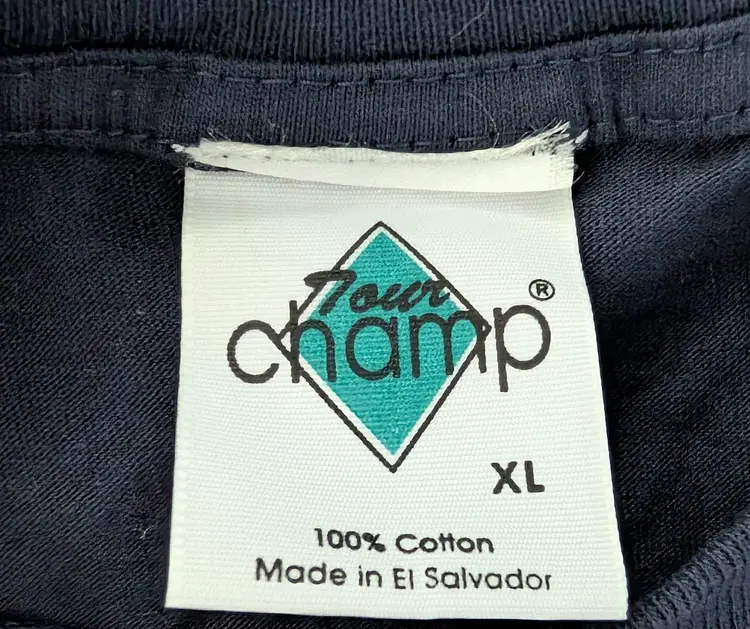 Tour
champ®
XL
100% Cotton
Made in El Salvador